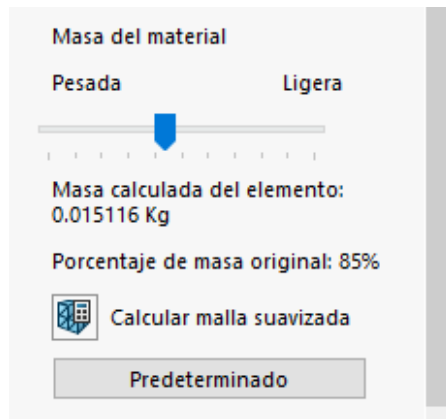 Masa del material
Pesada Ligera
Masa calculada del elemento:
0.015116 Kg
Porcentaje de masa original: 85%
Calcular malla suavizada
Predeterminado